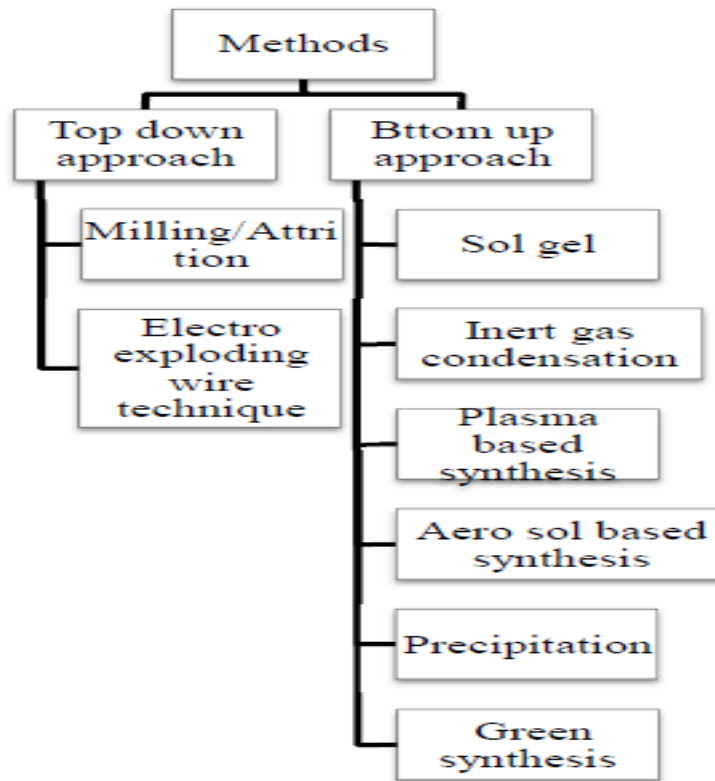 Methods
Top down
approach
Milling/Attri
tion
Electro
exploding
wire
technique
Bttom up
approach
Sol gel
Inert gas
condensation
Plasma
based
synthesis
Aero sol based
synthesis
Precipitation
Green
synthesis